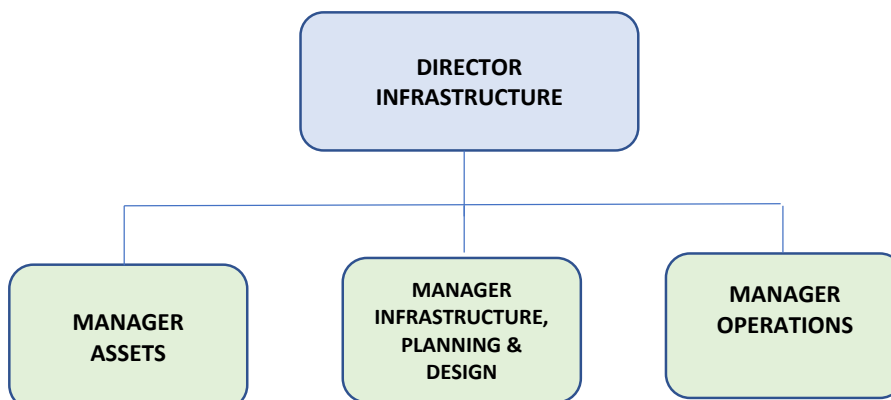 DIRECTOR
INFRASTRUCTURE
MANAGER
ASSETS
MANAGER
INFRASTRUCTURE,
PLANNING &
DESIGN
MANAGER
OPERATIONS